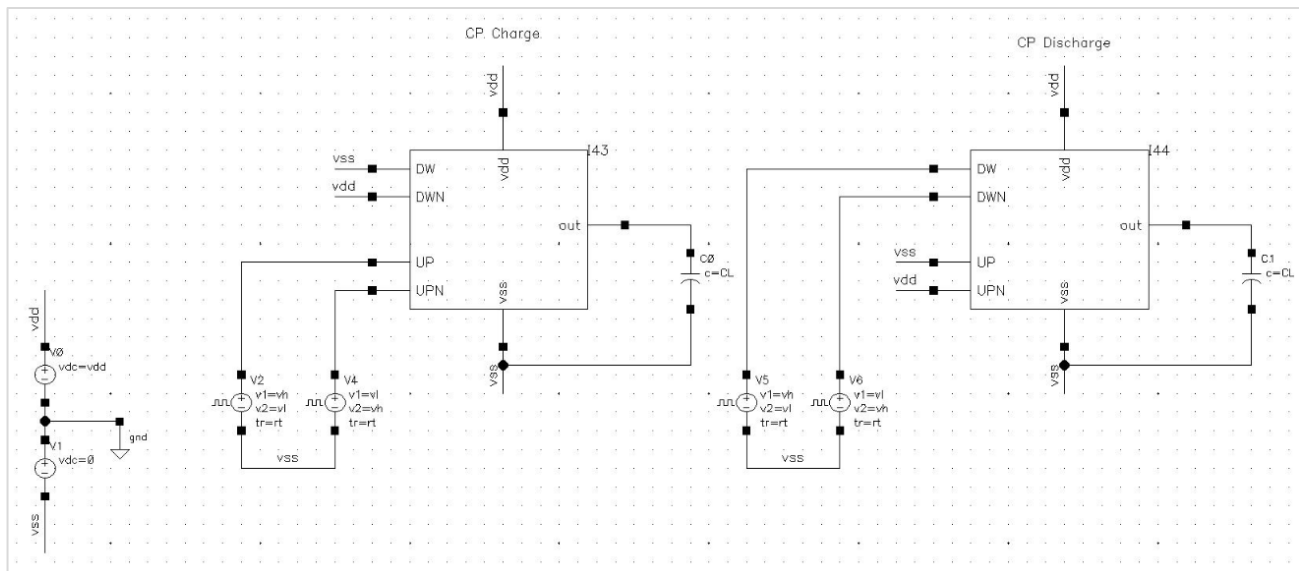 CP Charge
CP Discharge
vdd
vdd
I43
I44
vss
DW
vdd
DW
vdd
vdd
DWN
DWN
out
out
vss
UP
CØ
c=CL
vss
UP
C1
c=CL
UPN
vss
vdd
UPN
vss
vdd
VØ
vdc=vdd
vss
vss
V2
v1=vh
v2=vl
tr=rt
V4
v1=vl
v2=vh
tr=rt
V5
v1=vh
v2=vl
tr=rt
V6
v1=vl
v2=vh
tr=rt
gnd
V1
vdc=Ø
vss
vss
vss